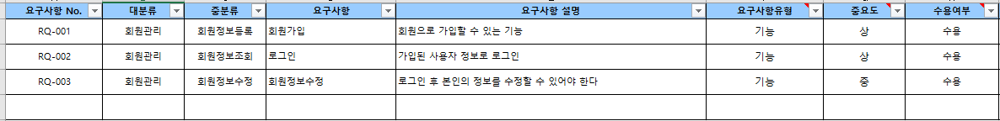 요구사항 No. 대분류 중분류 요구사항 요구사항 설명 요구사항유형 중요도 수용여부
RQ-001 회원관리 회원정보등록 회원가입 회원으로 가입할 수 있는 기능 기능 상 수용
RQ-002 회원관리 회원정보조회 로그인 가입된 사용자 정보로 로그인 기능 상 수용
RQ-003 회원관리 회원정보수정 회원정보수정 로그인 후 본인의 정보를 수정할 수 있어야 한다 기능 중 수용